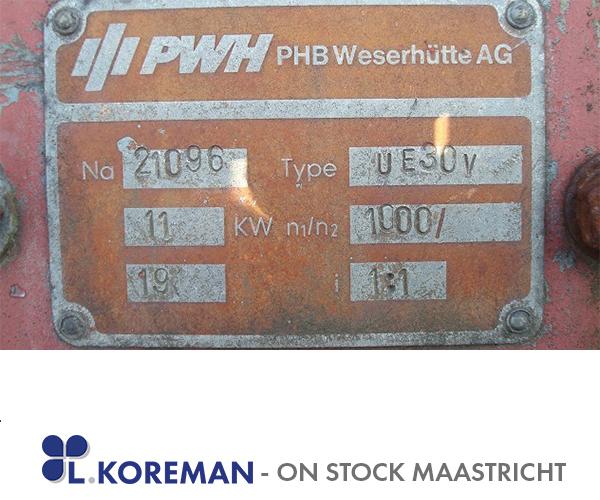 PWH PHB Weserhütte AG
Na 21096 Type UE30V
11 KW n1/n2 1000/
19 i 1:1
L.KOREMAN - ON STOCK MAASTRICHT